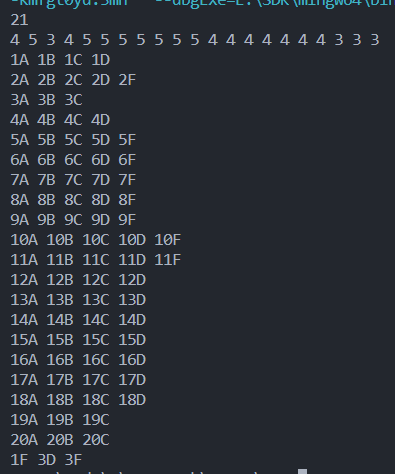 --dbgExe=E:\SDK\mingw64\bin
21
4 5 3 4 5 5 5 5 5 5 5 4 4 4 4 4 4 4 3 3 3
1A 1B 1C 1D
2A 2B 2C 2D 2F
3A 3B 3C
4A 4B 4C 4D
5A 5B 5C 5D 5F
6A 6B 6C 6D 6F
7A 7B 7C 7D 7F
8A 8B 8C 8D 8F
9A 9B 9C 9D 9F
10A 10B 10C 10D 10F
11A 11B 11C 11D 11F
12A 12B 12C 12D
13A 13B 13C 13D
14A 14B 14C 14D
15A 15B 15C 15D
16A 16B 16C 16D
17A 17B 17C 17D
18A 18B 18C 18D
19A 19B 19C
20A 20B 20C
1F 3D 3F